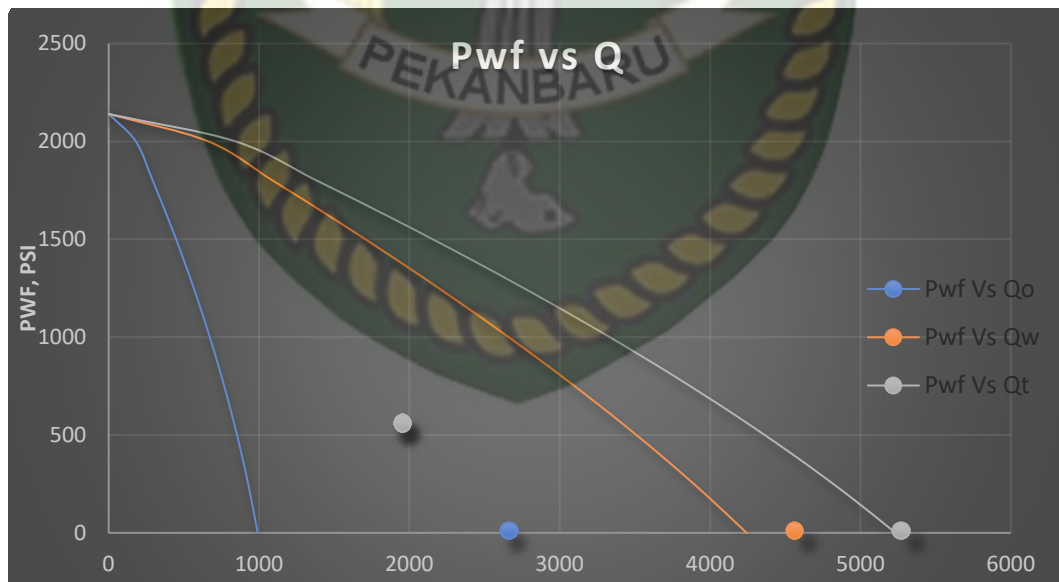 Pwf vs Q
PEKANBARU
2500
2000
1500
1000
500
0
PWF, PSI
0 1000 2000 3000 4000 5000 6000
Pwf Vs Qo
Pwf Vs Qw
Pwf Vs Qt